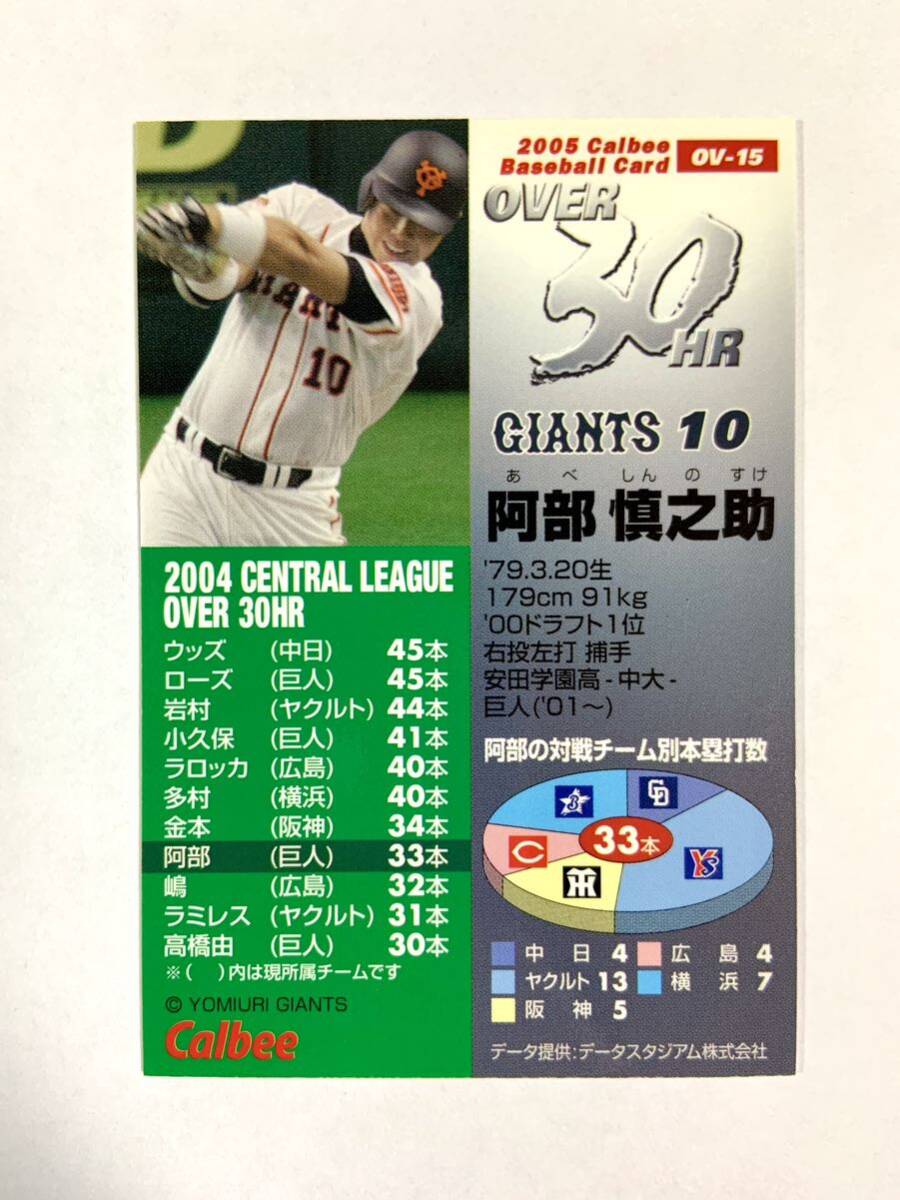 2005 Calbee
Baseball Card
OV-15
OVER
30
HR
GIANTS
10
GIANTS 10
あべ しんのすけ
阿部 慎之助
'79.3.20生
179cm 91kg
'00ドラフト1位
右投左打 捕手
安田学園高-中大-
巨人('01〜)
2004 CENTRAL LEAGUE
OVER 30HR
ウッズ (中日) 45本
ローズ (巨人) 45本
岩村 (ヤクルト) 44本
小久保 (巨人) 41本
ラロッカ (広島) 40本
多村 (横浜) 40本
金本 (阪神) 34本
阿部 (巨人) 33本
嶋 (広島) 32本
ラミレス (ヤクルト) 31本
高橋由 (巨人) 30本
※( )内は現所属チームです
© YOMIURI GIANTS
Calbee
阿部の対戦チーム別本塁打数
33本
CD
YS
HT
C
B
中日 4 広島 4
ヤクルト 13 横浜 7
阪神 5
データ提供:データスタジアム株式会社